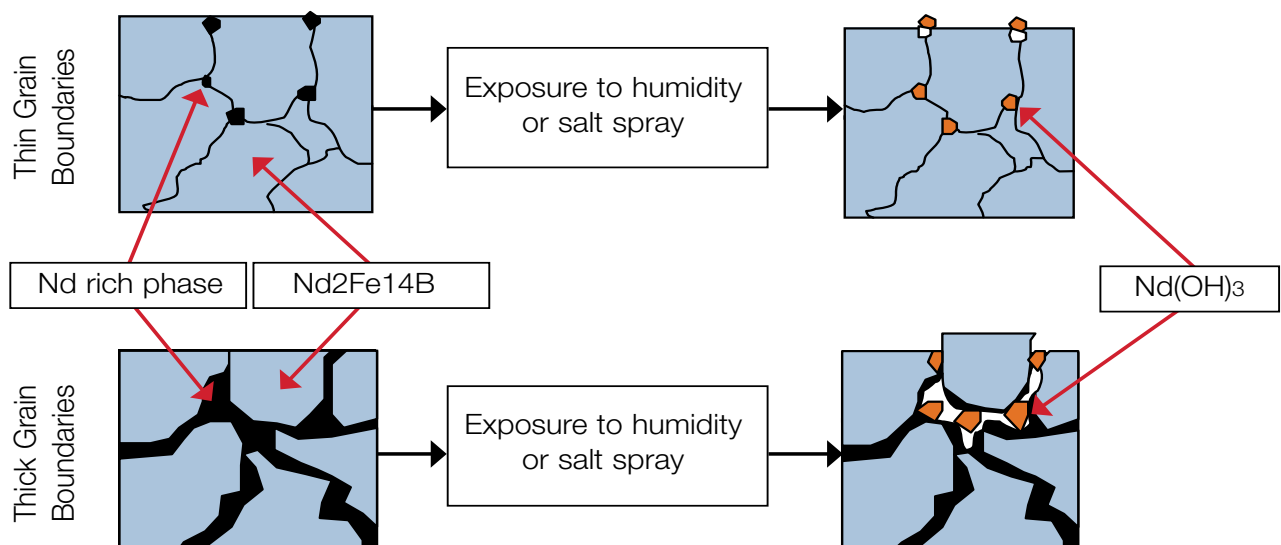 Thin Grain
Boundaries
Exposure to humidity
or salt spray
Nd rich phase
Nd2Fe14B
Nd(OH)3
Thick Grain
Boundaries
Exposure to humidity
or salt spray